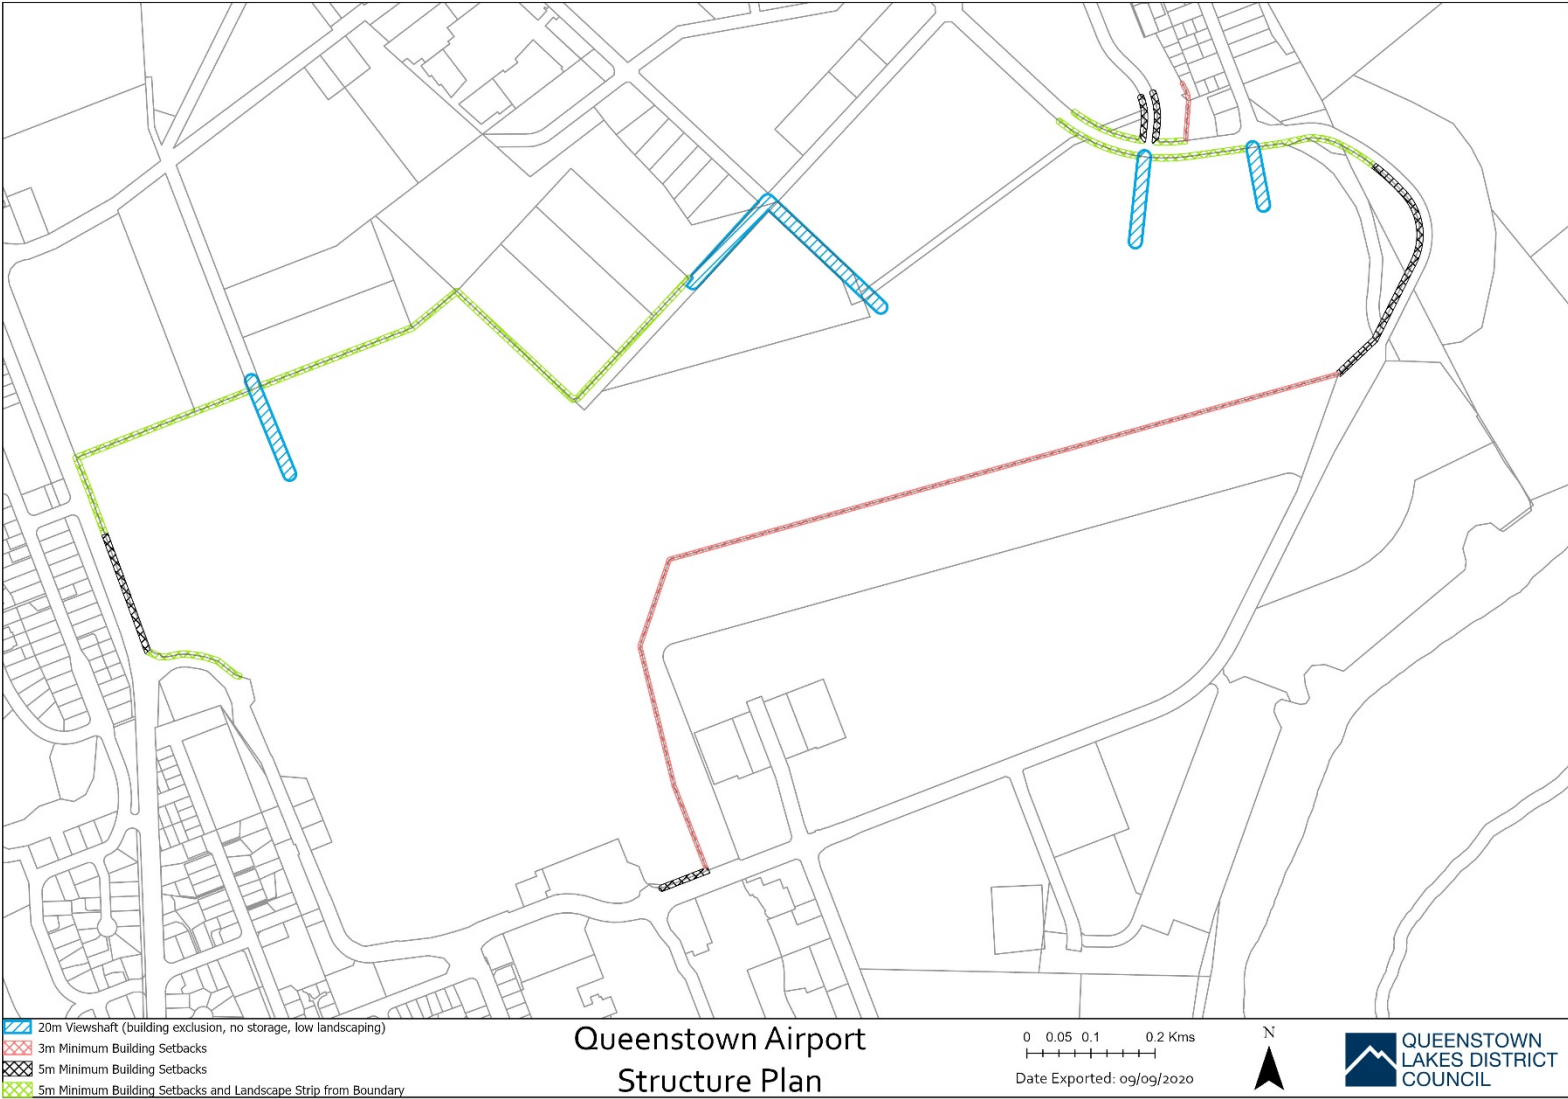 20m Viewshaft (building exclusion, no storage, low landscaping)
3m Minimum Building Setbacks
5m Minimum Building Setbacks
5m Minimum Building Setbacks and Landscape Strip from Boundary
Queenstown Airport
Structure Plan
0 0.05 0.1 0.2 Kms
Date Exported: 09/09/2020
N
QUEENSTOWN
LAKES DISTRICT
COUNCIL